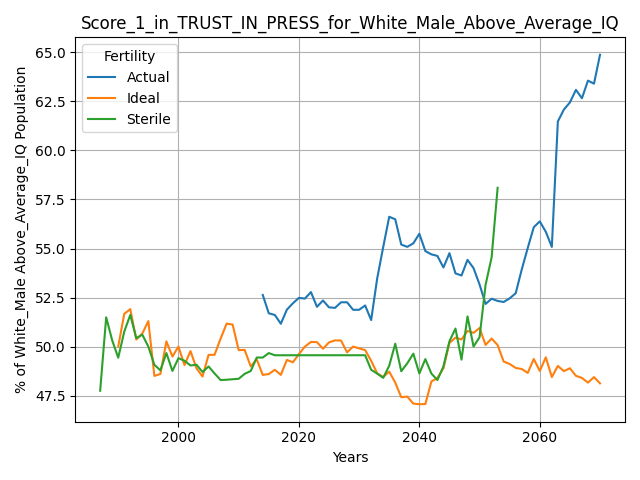 Score_1_in_TRUST_IN_PRESS_for_White_Male_Above_Average_IQ
% of White_Male Above_Average_IQ Population
65.0
62.5
60.0
57.5
55.0
52.5
50.0
47.5
Fertility
Actual
Ideal
Sterile
2000
2020
2040
2060
Years